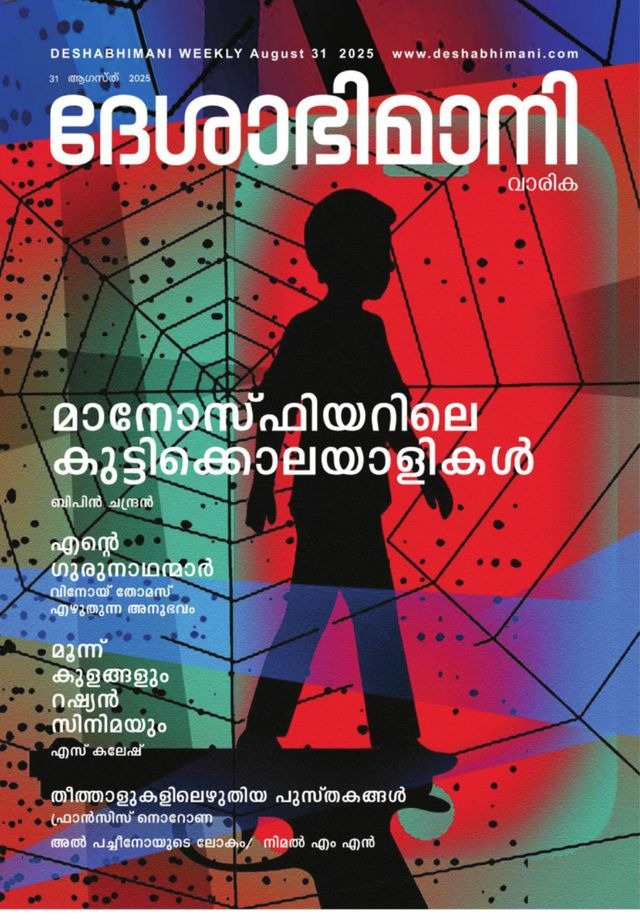 DESHABHIMANI WEEKLY August 31 2025 www.deshabhimani.com
31 ആഗസ്ത് 2025
ദേശാഭിമാനി
വാരിക
മാനോസ്ഫിയറിലെ
കുട്ടിക്കൊലയാളികൾ
ബിപിൻ ചന്ദ്രൻ
എന്റെ
ഗുരുനാഥന്മാർ
വിനോയ് തോമസ്
എഴുതുന്ന അനുഭവം
മൂന്ന്
കുളങ്ങളും
റഷ്യൻ
സിനിമയും
എസ് കലേഷ്
തീത്താളുകളിലെഴുതിയ പുസ്തകങ്ങൾ
ഫ്രാൻസിസ് നൊറോണ
അൽ പച്ചീനോയുടെ ലോകം/ നിമൽ എം എൻ